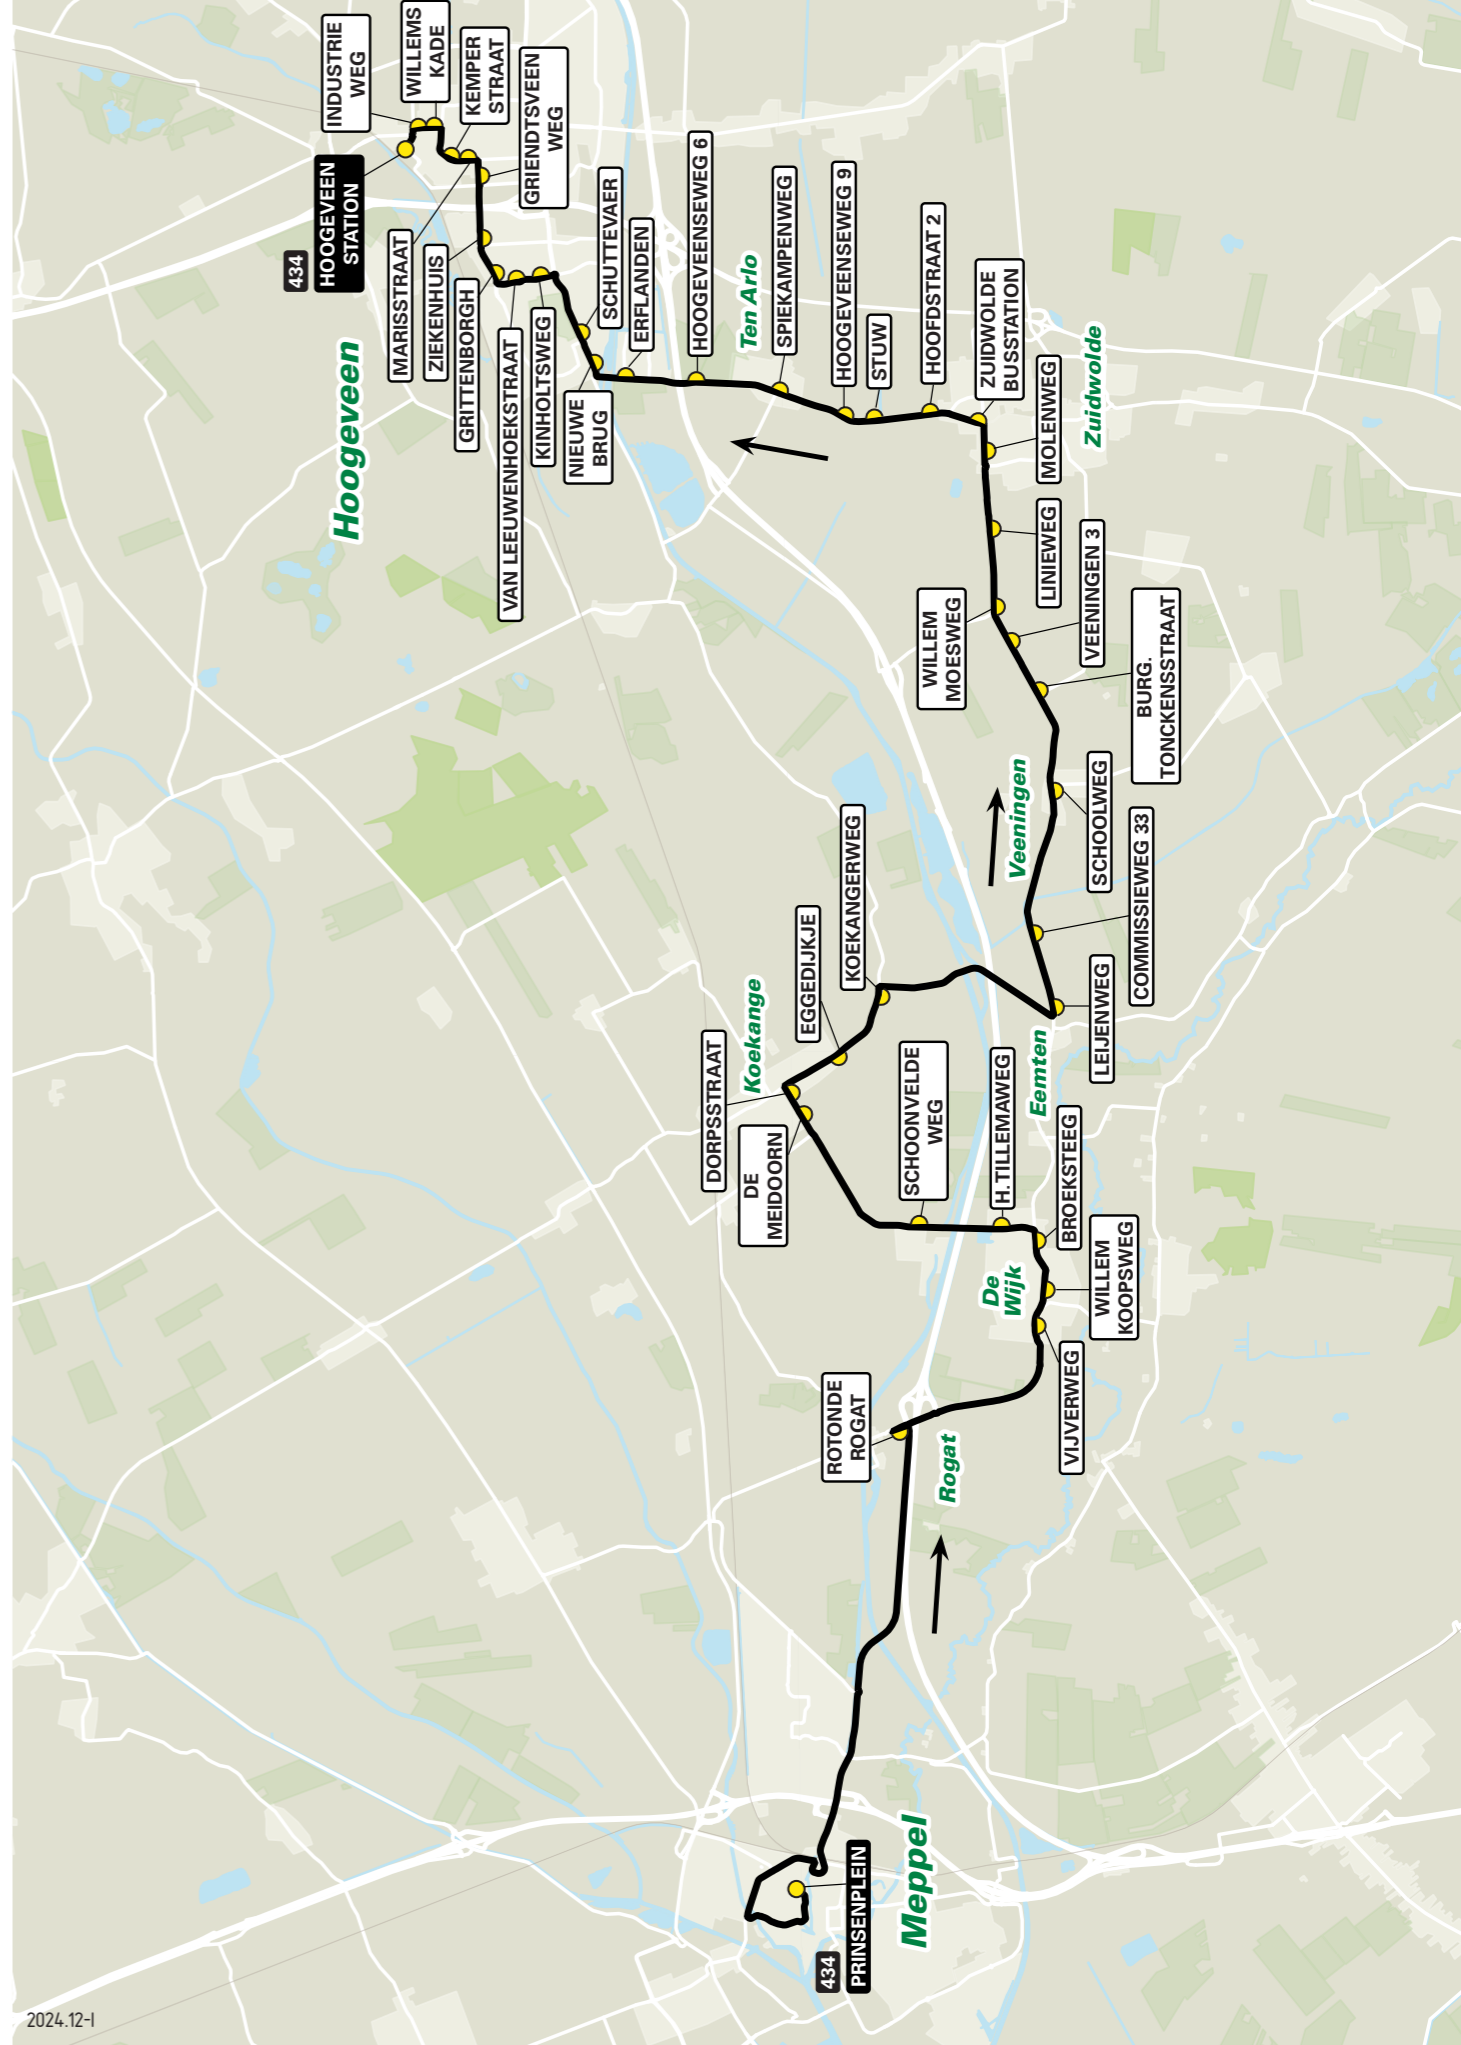 434
HOOGEVEEN
STATION
INDUSTRIE
WEG
WILLEMS
KADE
KEMPER
STRAAT
MARISSTRAAT
GRIENDTSVEEN
WEG
ZIEKENHUIS
GRITTENBORGH
VAN LEEUWENHOEKSTRAAT
KINHOLTSWEG
SCHUTTEVAER
NIEUWE
BRUG
ERFLANDEN
Hoogeveen
HOOGEVEENSEWEG 6
Ten Arlo
SPIEKAMPENWEG
HOOGEVEENSEWEG 9
STUW
HOOFDSTRAAT 2
ZUIDWOLDE
BUSSTATION
MOLENWEG
Zuidwolde
LINIEWEG
WILLEM
MOESWEG
VEENINGEN 3
BURG.
TONCKENSSTRAAT
Veeningen
SCHOOLWEG
COMMISSIEWEG 33
LEIJENWEG
Eemten
KOEKANGERWEG
EGGEDIJKJE
Koekange
DORPSSTRAAT
DE
MEIDOORN
SCHOONVELDE
WEG
H. TILLEMAWEG
BROEKSTEEG
De
Wijk
WILLEM
KOOPSWEG
VIJVERWEG
ROTONDE
ROGAT
Rogat
Meppel
434
PRINSENPLEIN
2024.12-I